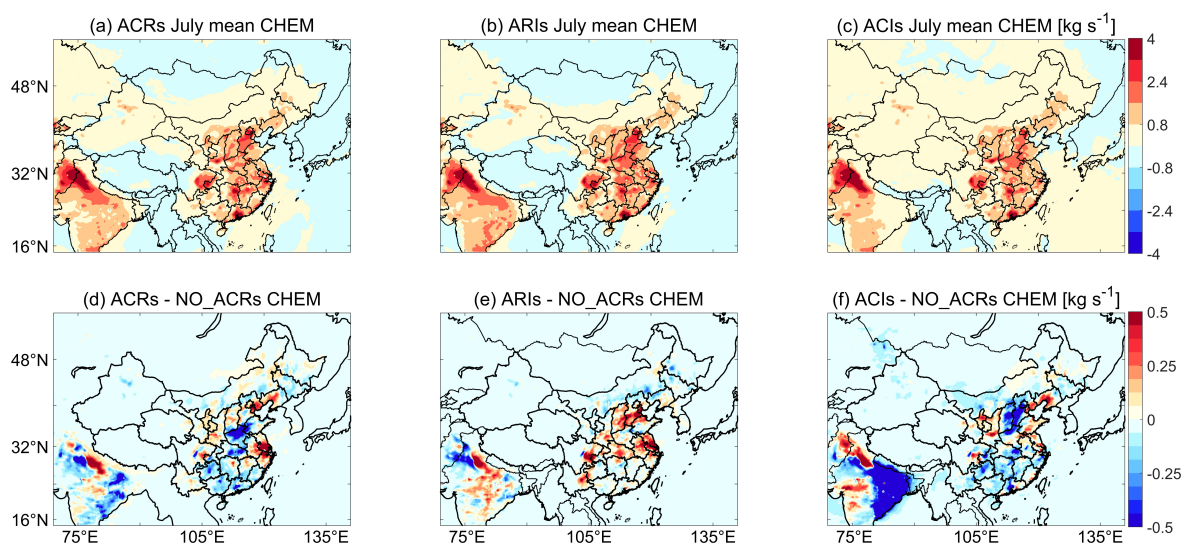 (a) ACRs July mean CHEM
(b) ARIs July mean CHEM
(c) ACIs July mean CHEM [kg s⁻¹]
48°N
32°N
16°N
4
2.4
0.8
-0.8
-2.4
-4
(d) ACRs - NO_ACRs CHEM
(e) ARIs - NO_ACRs CHEM
(f) ACIs - NO_ACRs CHEM [kg s⁻¹]
48°N
32°N
16°N
0.5
0.25
0
-0.25
-0.5
75°E 105°E 135°E
75°E 105°E 135°E
75°E 105°E 135°E